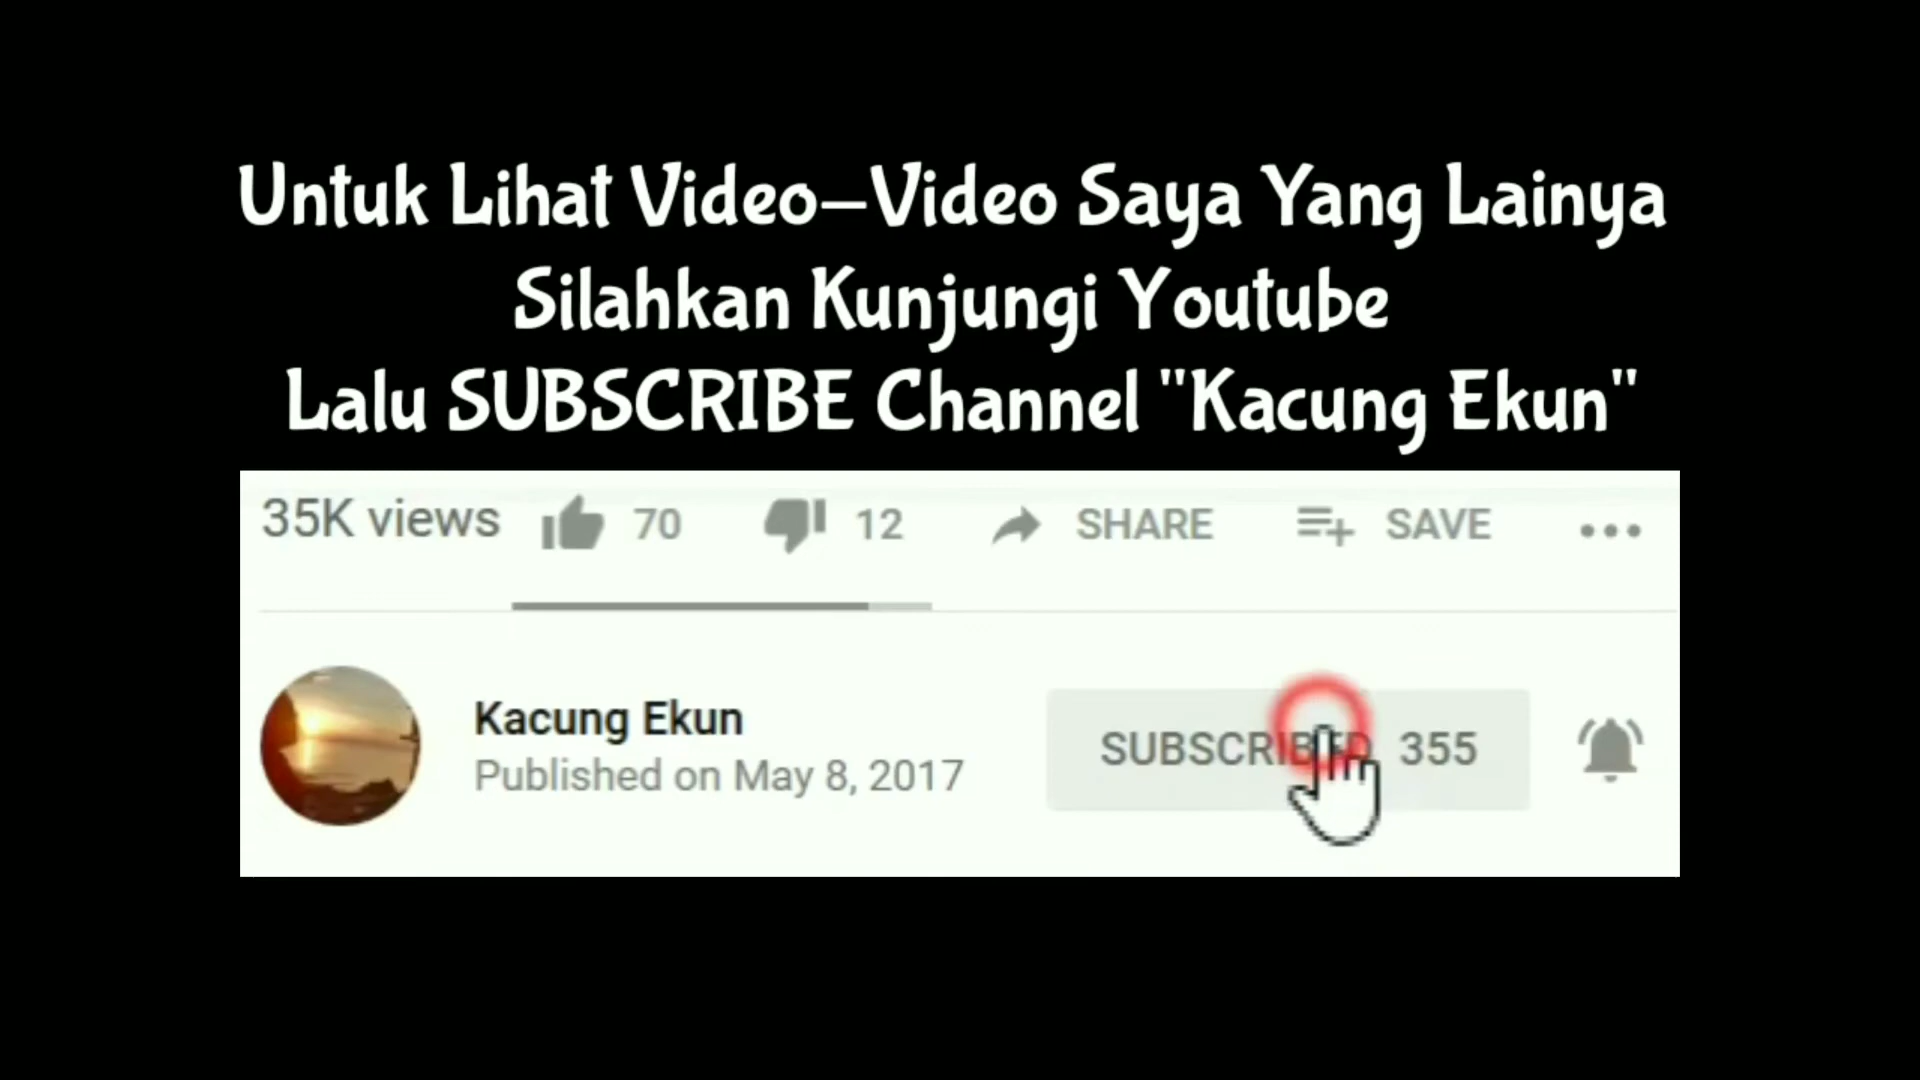 Untuk Lihat Video-Video Saya Yang Lainya
Silahkan Kunjungi Youtube
Lalu SUBSCRIBE Channel "Kacung Ekun"
35K views 70 12 SHARE SAVE
Kacung Ekun
Published on May 8, 2017
SUBSCRIBED 355